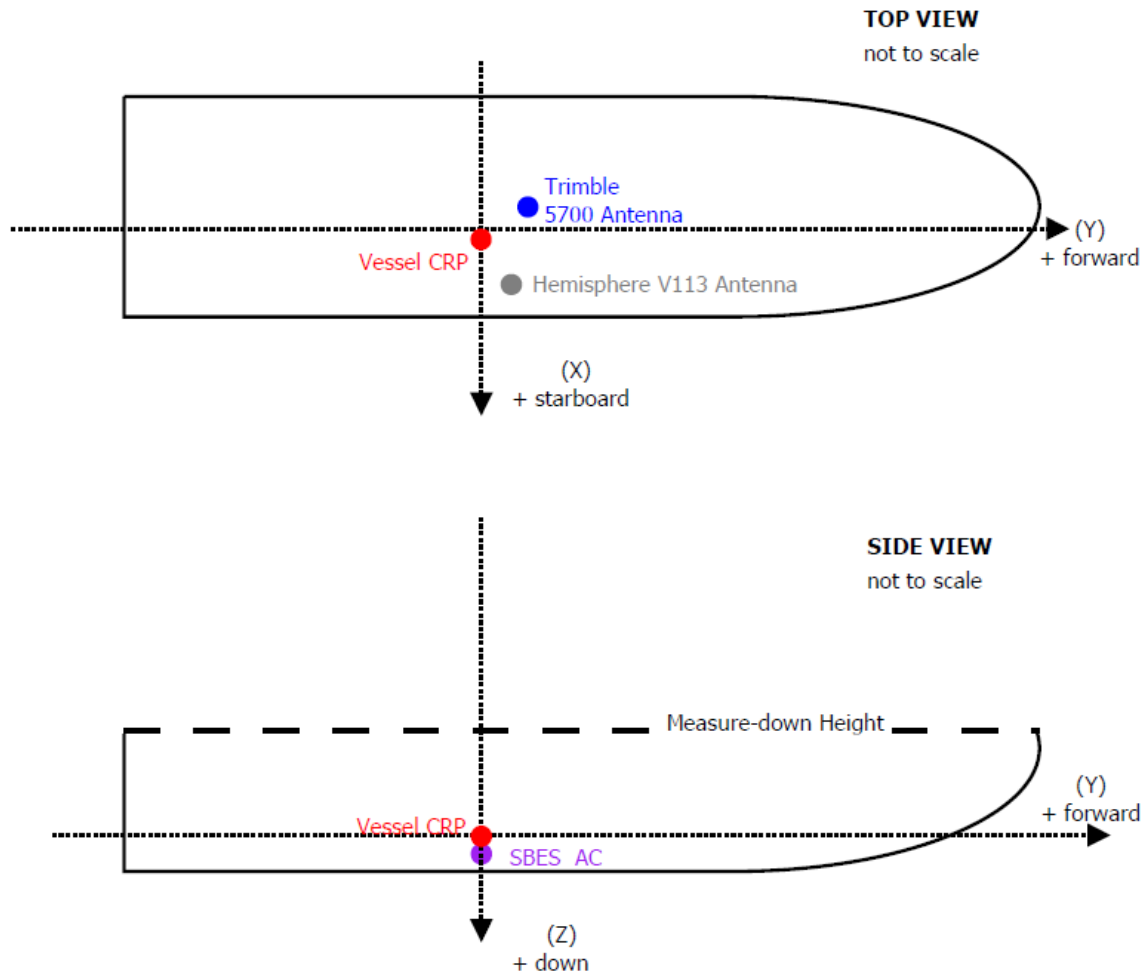 TOP VIEW
not to scale
Trimble
5700 Antenna
(Y)
+ forward
Vessel CRP
Hemisphere V113 Antenna
(X)
+ starboard
SIDE VIEW
not to scale
Measure-down Height
(Y)
+ forward
Vessel CRP
SBES AC
(Z)
+ down